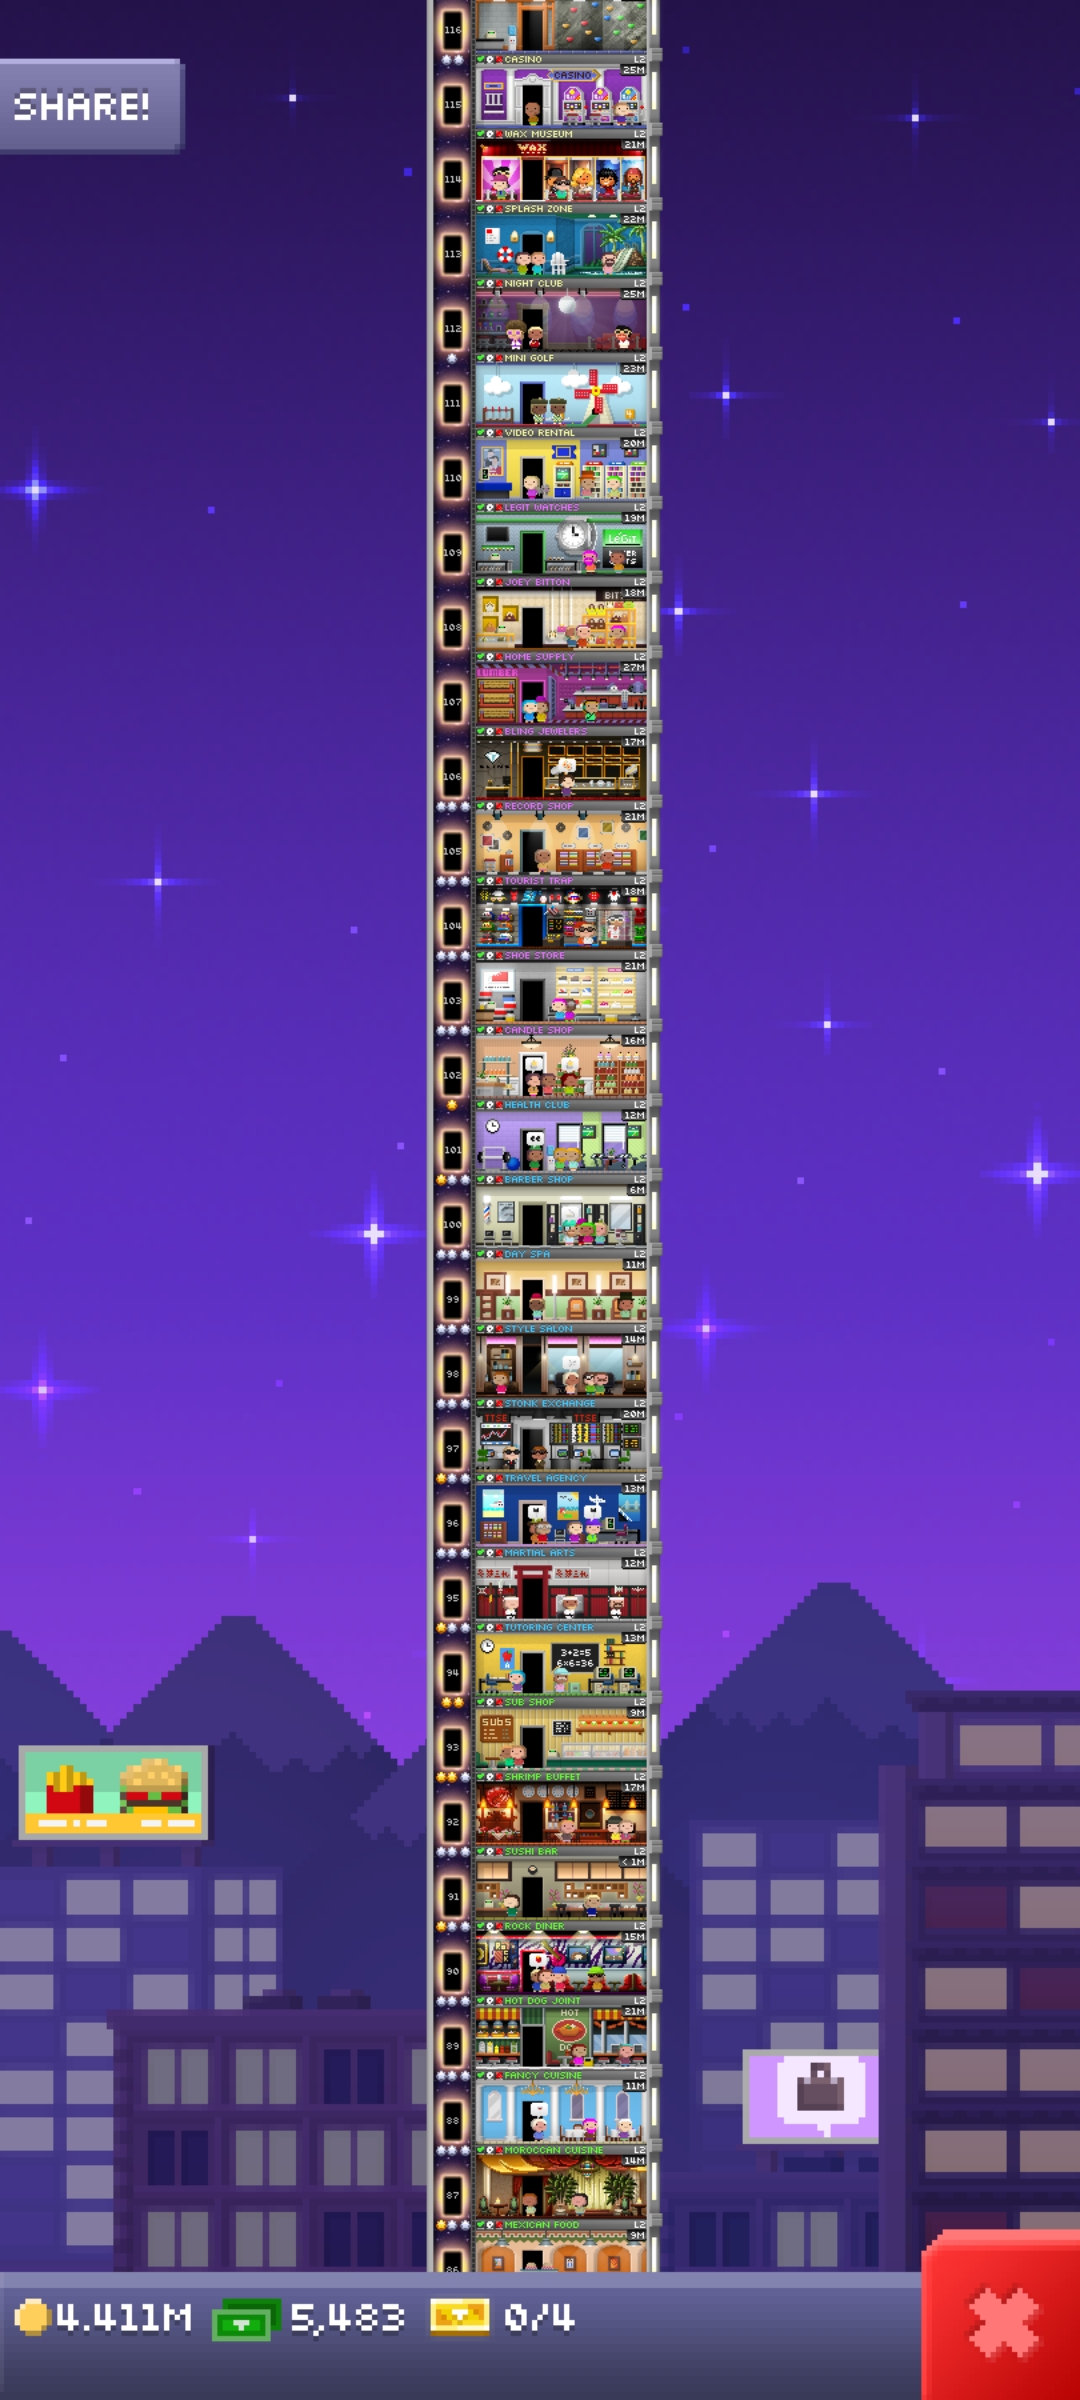 116
CASINO L2
25M
SHARE!
CASINO
115
WAX MUSEUM L2
21M
WAX
114
SPLASH ZONE L2
22M
113
NIGHT CLUB L2
25M
112
MINI GOLF L2
23M
111
VIDEO RENTAL L2
20M
110
LEGIT WATCHES L2
19M
LeGiT
109
JOEY BITTON L2
18M
BIT
108
HOME SUPPLY L2
27M
LUMBER
107
BLING JEWELERS L2
17M
106
RECORD SHOP L2
21M
105
TOURIST TRAP L2
18M
104
SHOE STORE L2
21M
103
CANDLE SHOP L2
16M
102
HEALTH CLUB L2
12M
101
BARBER SHOP L2
6M
100
DAY SPA L2
11M
99
STYLE SALON L2
14M
98
STONK EXCHANGE L2
20M
TTSE TTSE
97
TRAVEL AGENCY L2
13M
96
MARTIAL ARTS L2
12M
95
TUTORING CENTER L2
13M
3+2=5
6×6=36
94
SUB SHOP L2
9M
SUBS
93
SHRIMP BUFFET L2
17M
92
SUSHI BAR L2
< 1M
91
ROCK DINER L2
15M
90
HOT DOG JOINT L2
21M
HOT
DO
89
FANCY CUISINE L2
11M
88
MOROCCAN CUISINE L2
14M
87
MEXICAN FOOD L2
9M
86
4.411M 5,483 0/4